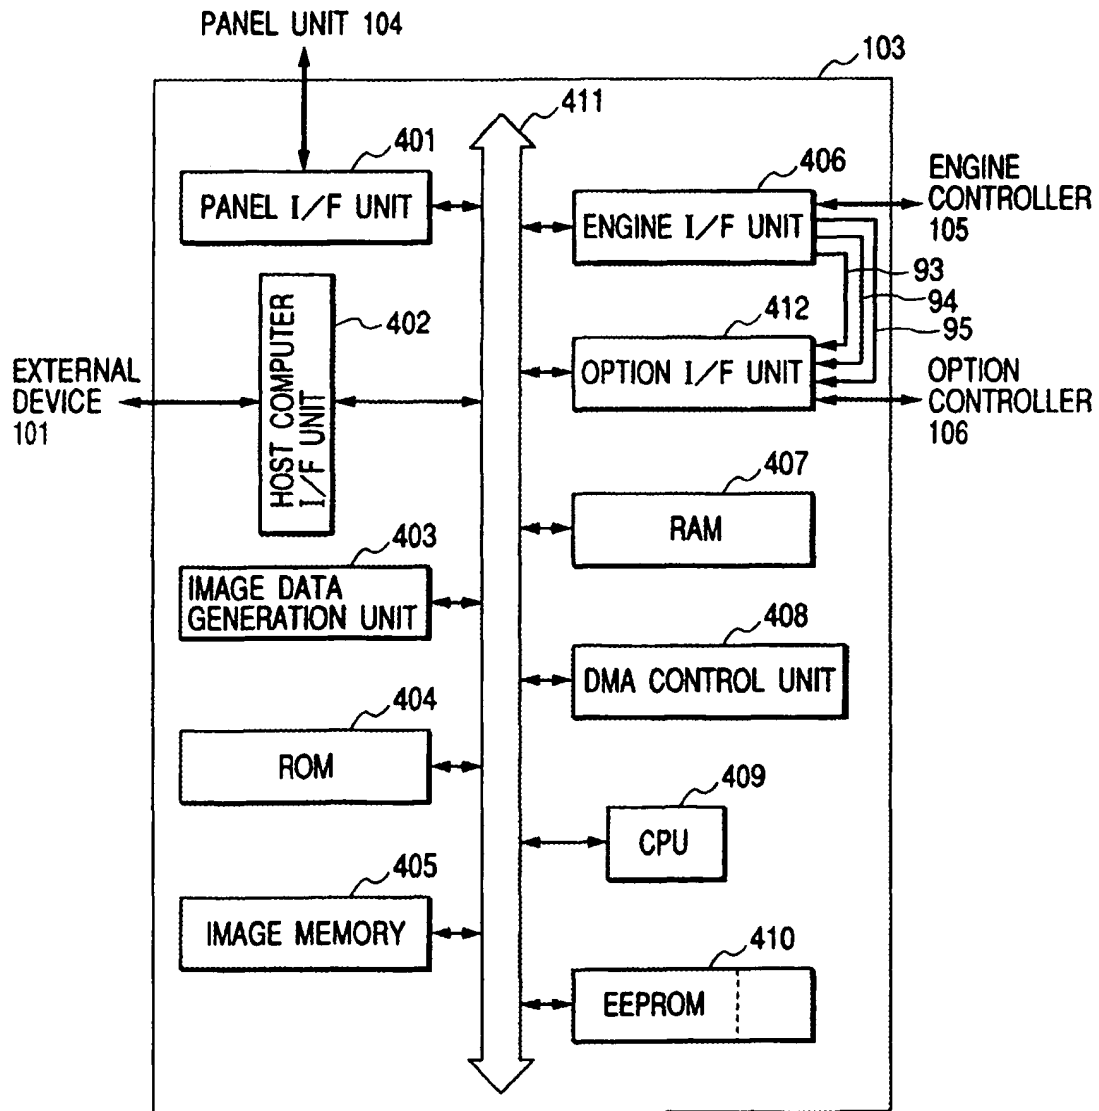 PANEL UNIT 104
103
411
401
PANEL I/F UNIT
406
ENGINE I/F UNIT
ENGINE
CONTROLLER
105
93
94
95
402
HOST COMPUTER
I/F UNIT
EXTERNAL
DEVICE
101
412
OPTION I/F UNIT
OPTION
CONTROLLER
106
407
RAM
403
IMAGE DATA
GENERATION UNIT
408
DMA CONTROL UNIT
404
ROM
409
CPU
405
IMAGE MEMORY
410
EEPROM